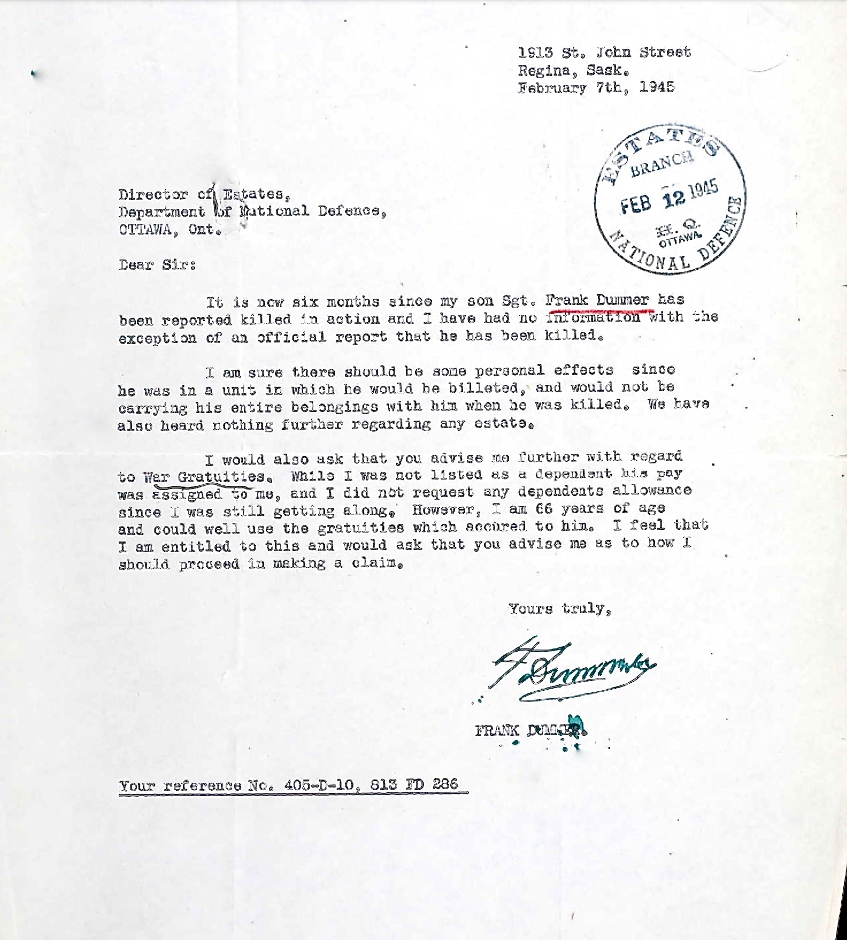 1913 St. John Street
Regina, Sask.
February 7th, 1945
ESTATES
BRANCH
FEB 12 1945
H.Q.
OTTAWA
NATIONAL DEFENCE
Director of Estates,
Department of National Defence,
OTTAWA, Ont.
Dear Sir:
It is now six months since my son Sgt. Frank Dummer has
been reported killed in action and I have had no information with the
exception of an official report that he has been killed.
I am sure there should be some personal effects since
he was in a unit in which he would be billeted, and would not be
carrying his entire belongings with him when he was killed. We have
also heard nothing further regarding any estate.
I would also ask that you advise me further with regard
to War Gratuities. While I was not listed as a dependent his pay
was assigned to me, and I did not request any dependents allowance
since I was still getting along. However, I am 66 years of age
and could well use the gratuities which accured to him. I feel that
I am entitled to this and would ask that you advise me as to how I
should proceed in making a claim.
Yours truly,
F Dummer
FRANK DUMMER.
Your reference No. 405-D-10, 813 FD 286